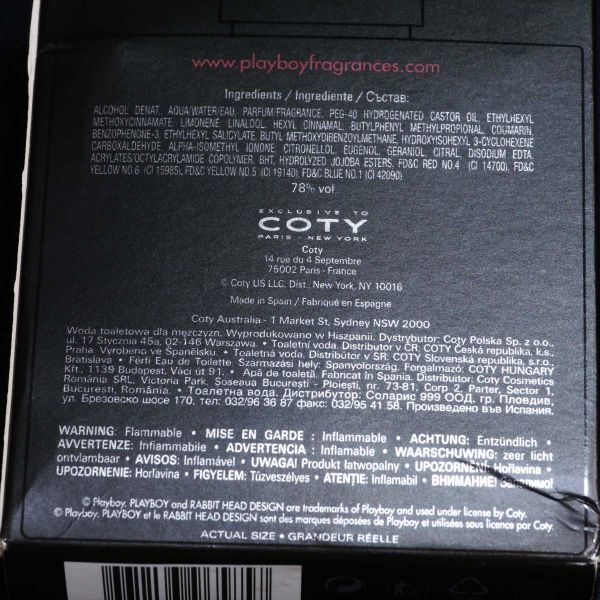 www.playboyfragrances.com
Ingredients / Ingrediente / Състав:
ALCOHOL DENAT. AQUA/WATER/EAU, PARFUM/FRAGRANCE, PEG-40 HYDROGENATED CASTOR OIL, ETHYLHEXYL
METHOXYCINNAMATE, LIMONENE, LINALOOL, HEXYL CINNAMAL, BUTYLPHENYL METHYLPROPIONAL, COUMARIN,
BENZOPHENONE-3, ETHYLHEXYL SALICYLATE, BUTYL METHOXYDIBENZOYLMETHANE, HYDROXYISOHEXYL 3-CYCLOHEXENE
CARBOXALDEHYDE, ALPHA-ISOMETHYL IONONE, CITRONELLOL, EUGENOL, GERANIOL, CITRAL, DISODIUM EDTA,
ACRYLATES/OCTYLACRYLAMIDE COPOLYMER, BHT, HYDROLYZED JOJOBA ESTERS, FD&C RED NO.4 (CI 14700), FD&C
YELLOW NO.6 (CI 15985), FD&C YELLOW NO.5 (CI 19140), FD&C BLUE NO.1 (CI 42090)
78% vol
EXCLUSIVE TO
COTY
PARIS · NEW YORK
Coty
14 rue du 4 Septembre
75002 Paris - France
© Coty US LLC. Dist., New York, NY 10016
Made in Spain / Fabriqué en Espagne
Coty Australia - 1 Market St, Sydney NSW 2000
Woda toaletowa dla mężczyzn. Wyprodukowano w Hiszpanii. Dystrybutor: Coty Polska Sp. z o.o.,
ul. 17 Stycznia 45a, 02-146 Warszawa. • Toaletní voda. Distributor v ČR: COTY Česká republika, k.s.,
Praha. Vyrobeno ve Španělsku. • Toaletná voda. Distribútor v SR: COTY Slovenská republika, s.r.o.,
Bratislava • Férfi Eau de Toilette. Származási hely: Spanyolország. Forgalmazó: COTY HUNGARY
Kft., 1139 Budapest, Váci út 91. • Apă de toaletă. Fabricat în Spania. Distribuitor: Coty Cosmetics
România SRL, Victoria Park, Șoseaua București - Ploiești, nr. 73-81, Corp 2, Parter, Sector 1,
București, România. • Тоалетна вода. Дистрибутор: Соларис 999 ООД, гр. Пловдив,
ул. Брезовско шосе 170, тел: 032/96 36 87 факс: 032/95 41 58. Произведено във Испания.
WARNING: Flammable • MISE EN GARDE : Inflammable • ACHTUNG: Entzündlich •
AVVERTENZE: Infiammabile • ADVERTENCIA : Inflamable • WAARSCHUWING: zeer licht
ontvlambaar • AVISOS: Inflamável • UWAGA! Produkt łatwopalny • UPOZORNĚNÍ: Hořlavina •
UPOZORNENIE: Horľavina • FIGYELEM: Tűzveszélyes • ATENȚIE: Inflamabil • ВНИМАНИЕ! Запалимо!
© Playboy. PLAYBOY and RABBIT HEAD DESIGN are trademarks of Playboy and used under license by Coty.
© Playboy. PLAYBOY et le RABBIT HEAD DESIGN sont des marques déposées de Playboy et utilisées sous licence par Coty.
ACTUAL SIZE • GRANDEUR RÉELLE